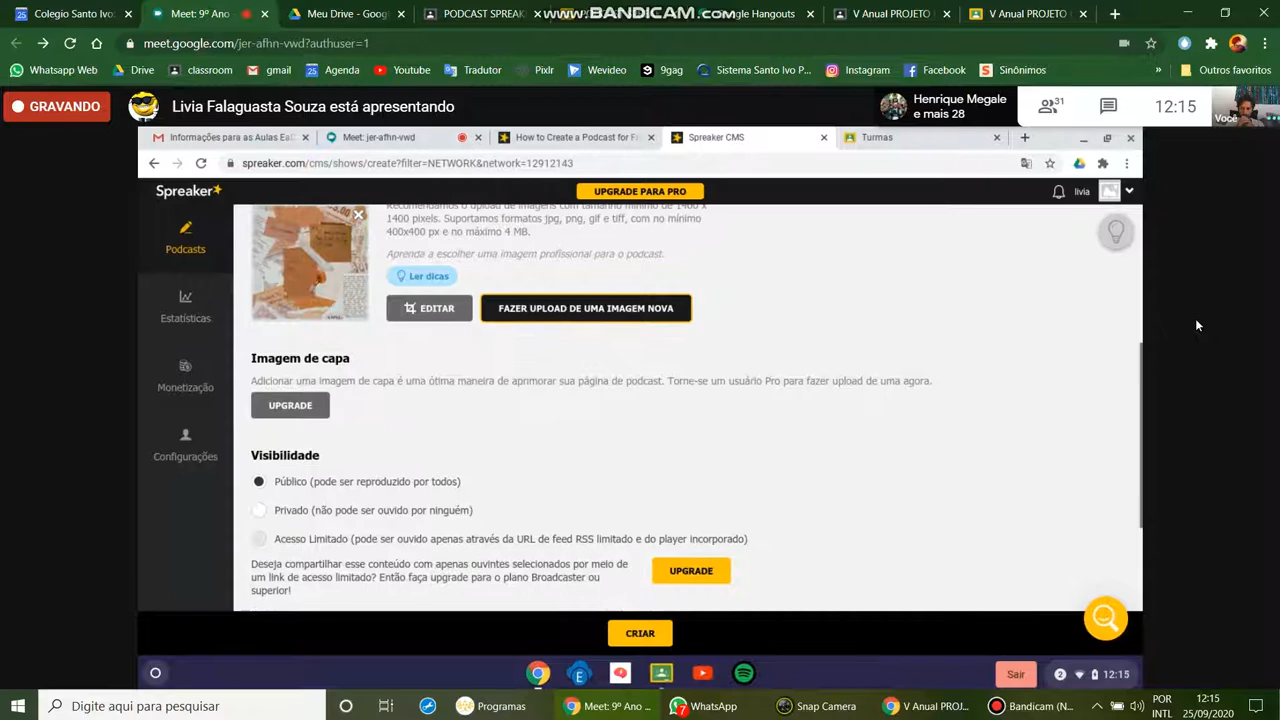 Colegio Santo Ivo
Meet: 9º Ano
Meu Drive - Goog
PODCAST SPREAK
www.BANDICAM.com
gle Hangouts
V Anual PROJETO
V Anual PROJETO
meet.google.com/jer-afhn-vwd?authuser=1
Whatsapp Web
Drive
classroom
gmail
Agenda
Youtube
Tradutor
Pixlr
Wevideo
9gag
Sistema Santo Ivo P...
Instagram
Facebook
Sinônimos
»
Outros favoritos
GRAVANDO
Livia Falaguasta Souza está apresentando
Henrique Megale
e mais 28
31
12:15
Você
Informações para as Aulas Ea
Meet: jer-afhn-vwd
How to Create a Podcast for F
Spreaker CMS
Turmas
spreaker.com/cms/shows/create?filter=NETWORK&network=12912143
Spreaker
UPGRADE PARA PRO
livia
Podcasts
Estatísticas
Monetização
Configurações
Recomendamos o upload de imagens com tamanho mínimo de 1400 x
1400 pixels. Suportamos formatos jpg, png, gif e tiff, com no mínimo
400x400 px e no máximo 4 MB.
Aprenda a escolher uma imagem profissional para o podcast.
Ler dicas
EDITAR
FAZER UPLOAD DE UMA IMAGEM NOVA
Imagem de capa
Adicionar uma imagem de capa é uma ótima maneira de aprimorar sua página de podcast. Torne-se um usuário Pro para fazer upload de uma agora.
UPGRADE
Visibilidade
Público (pode ser reproduzido por todos)
Privado (não pode ser ouvido por ninguém)
Acesso Limitado (pode ser ouvido apenas através da URL de feed RSS limitado e do player incorporado)
Deseja compartilhar esse conteúdo com apenas ouvintes selecionados por meio de
um link de acesso limitado? Então faça upgrade para o plano Broadcaster ou
superior!
UPGRADE
CRIAR
Sair
2
12:15
Digite aqui para pesquisar
Programas
Meet: 9º Ano ...
7
WhatsApp
Snap Camera
V Anual PROJ...
Bandicam (N...
POR
INTL
12:15
25/09/2020